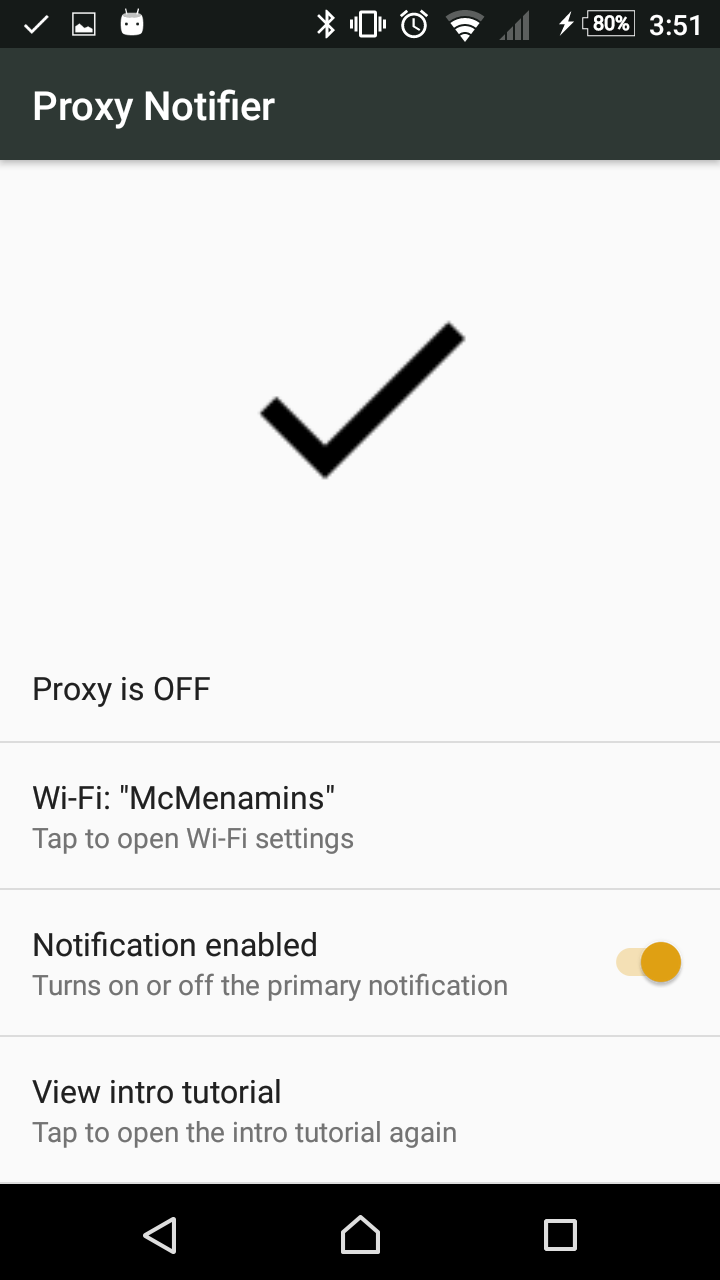 80% 3:51
Proxy Notifier
Proxy is OFF
Wi-Fi: "McMenamins"
Tap to open Wi-Fi settings
Notification enabled
Turns on or off the primary notification
View intro tutorial
Tap to open the intro tutorial again